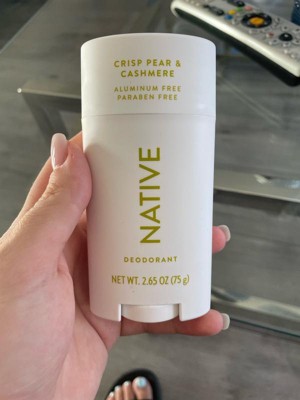 CRISP PEAR &
CASHMERE
ALUMINUM FREE
PARABEN FREE
NATIVE
DEODORANT
NET WT. 2.65 OZ (75 g)